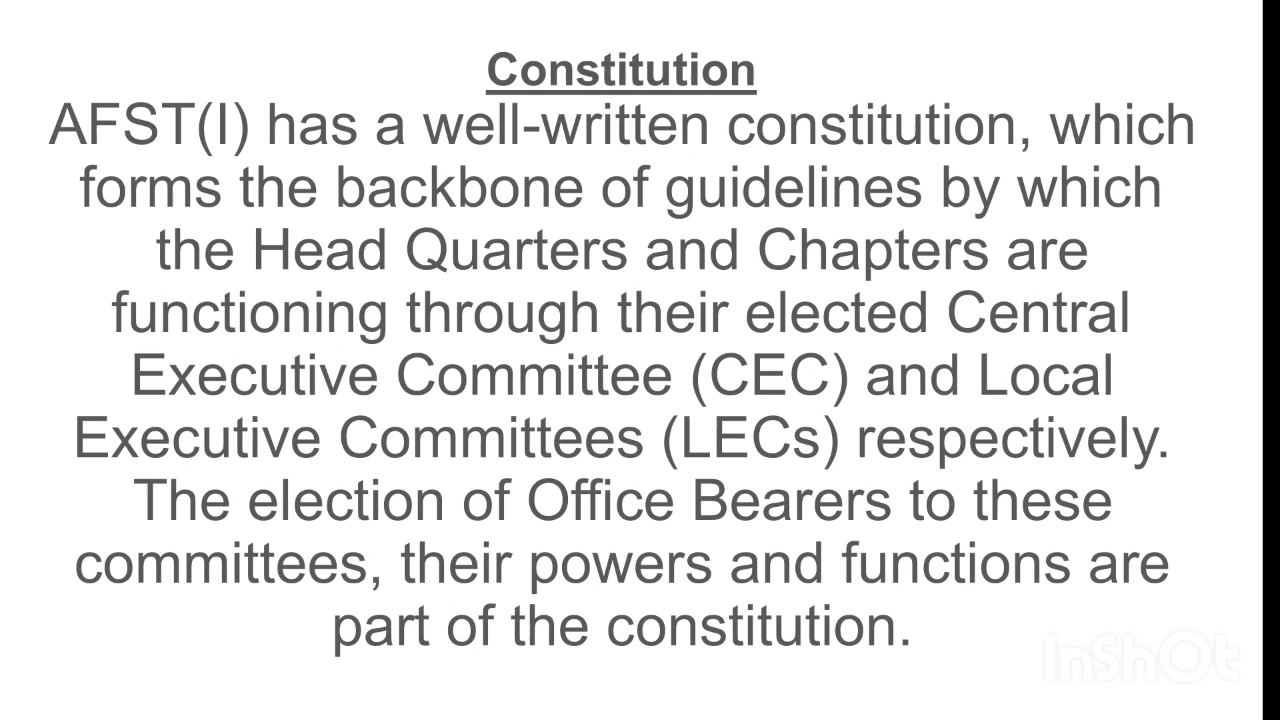 Constitution
AFST(I) has a well-written constitution, which
forms the backbone of guidelines by which
the Head Quarters and Chapters are
functioning through their elected Central
Executive Committee (CEC) and Local
Executive Committees (LECs) respectively.
The election of Office Bearers to these
committees, their powers and functions are
part of the constitution.
InShOt